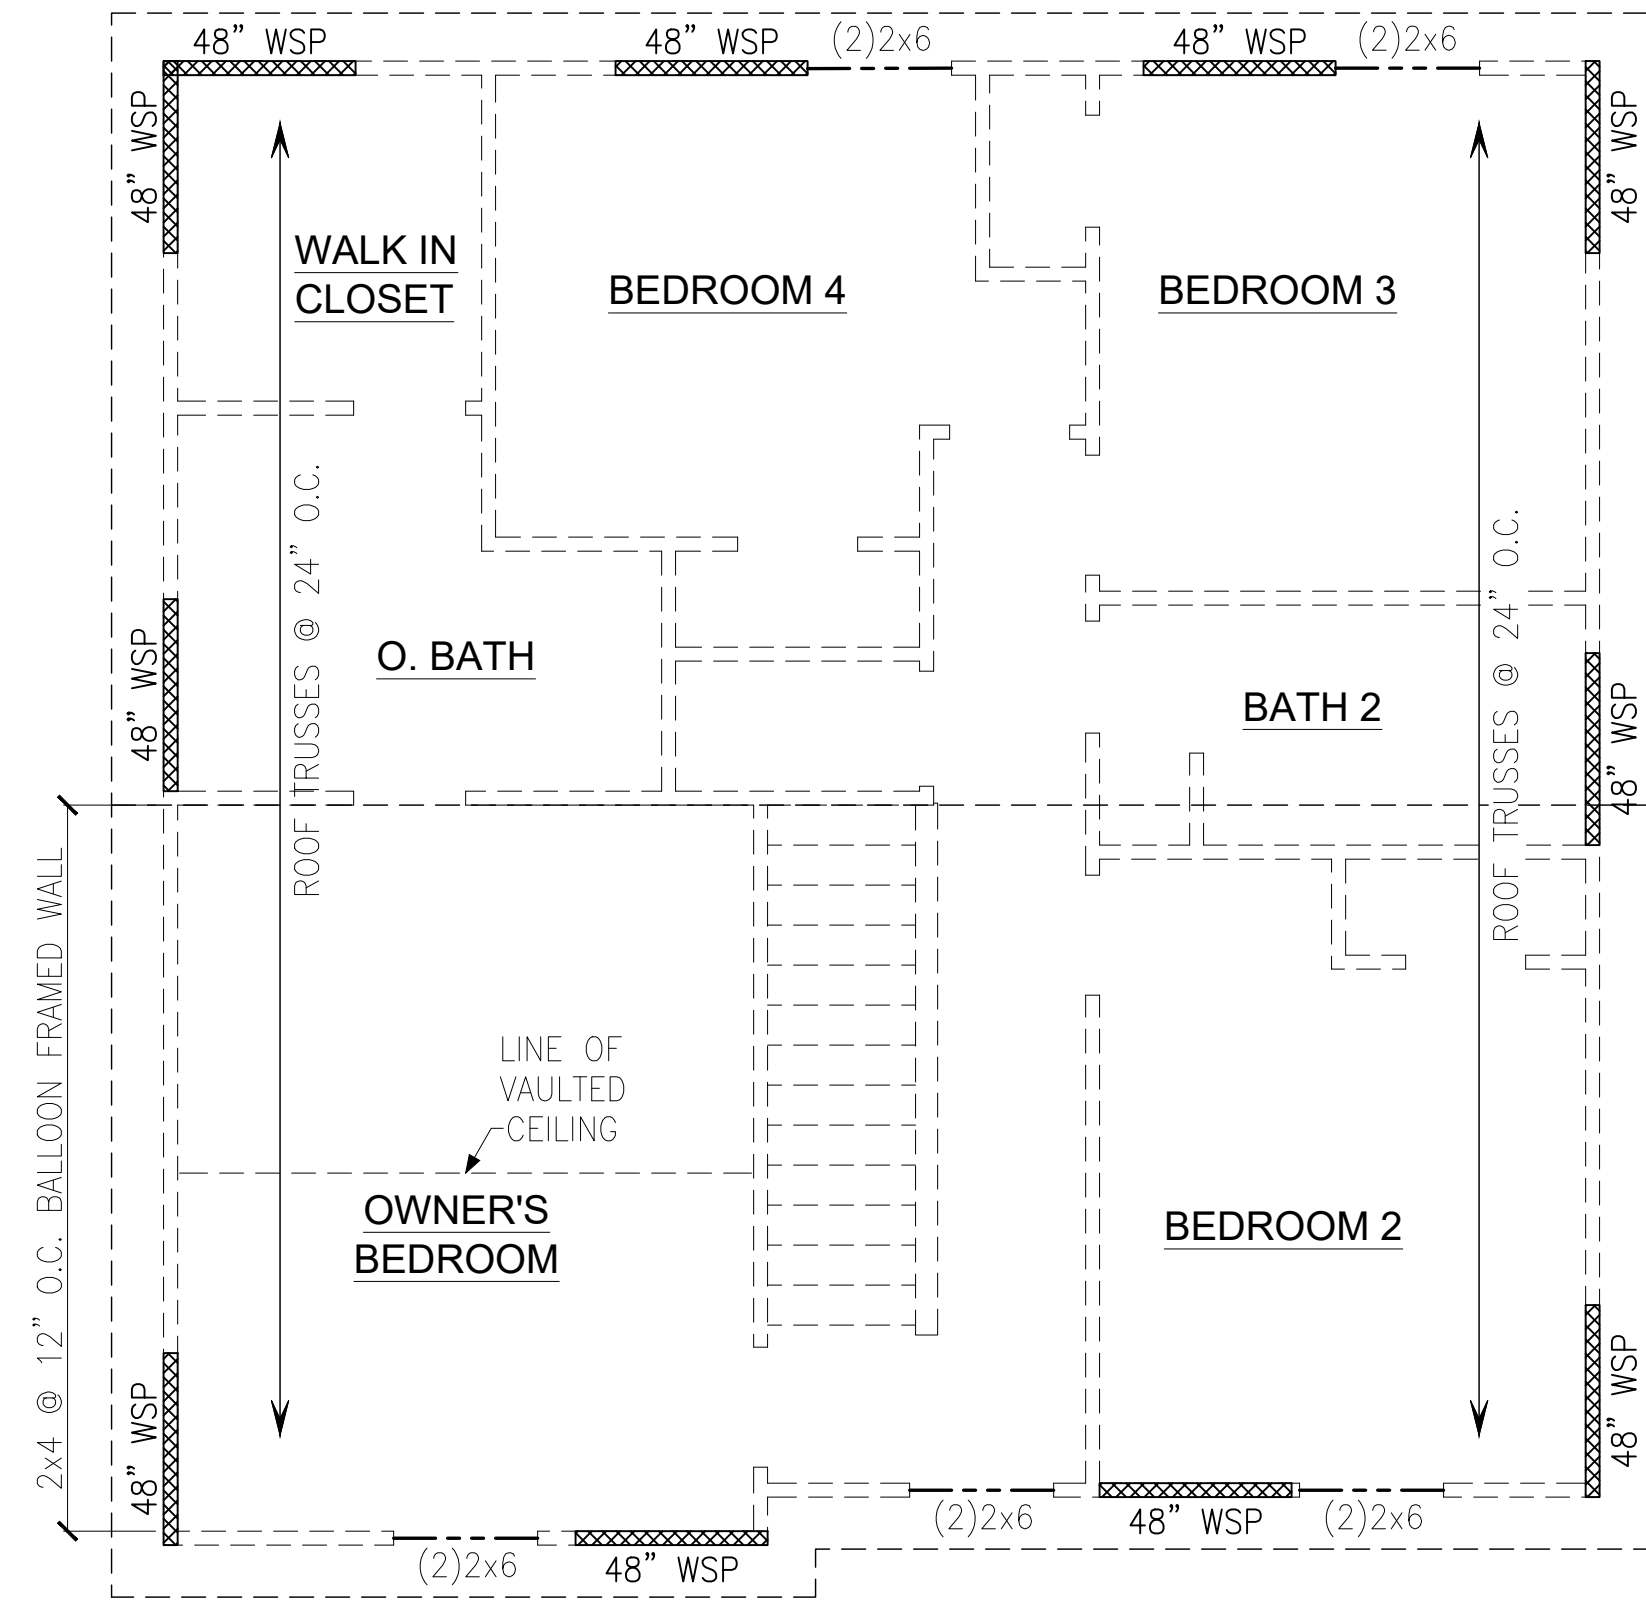 48” WSP
48” WSP
(2)2x6
48” WSP
(2)2x6
48” WSP
48” WSP
WALK IN
CLOSET
BEDROOM 4
BEDROOM 3
ROOF TRUSSES @ 24” O.C.
ROOF TRUSSES @ 24” O.C.
48” WSP
O. BATH
BATH 2
48” WSP
2x4 @ 12” O.C. BALLOON FRAMED WALL
LINE OF
VAULTED
CEILING
OWNER'S
BEDROOM
BEDROOM 2
48” WSP
48” WSP
(2)2x6
48” WSP
(2)2x6
48” WSP
(2)2x6